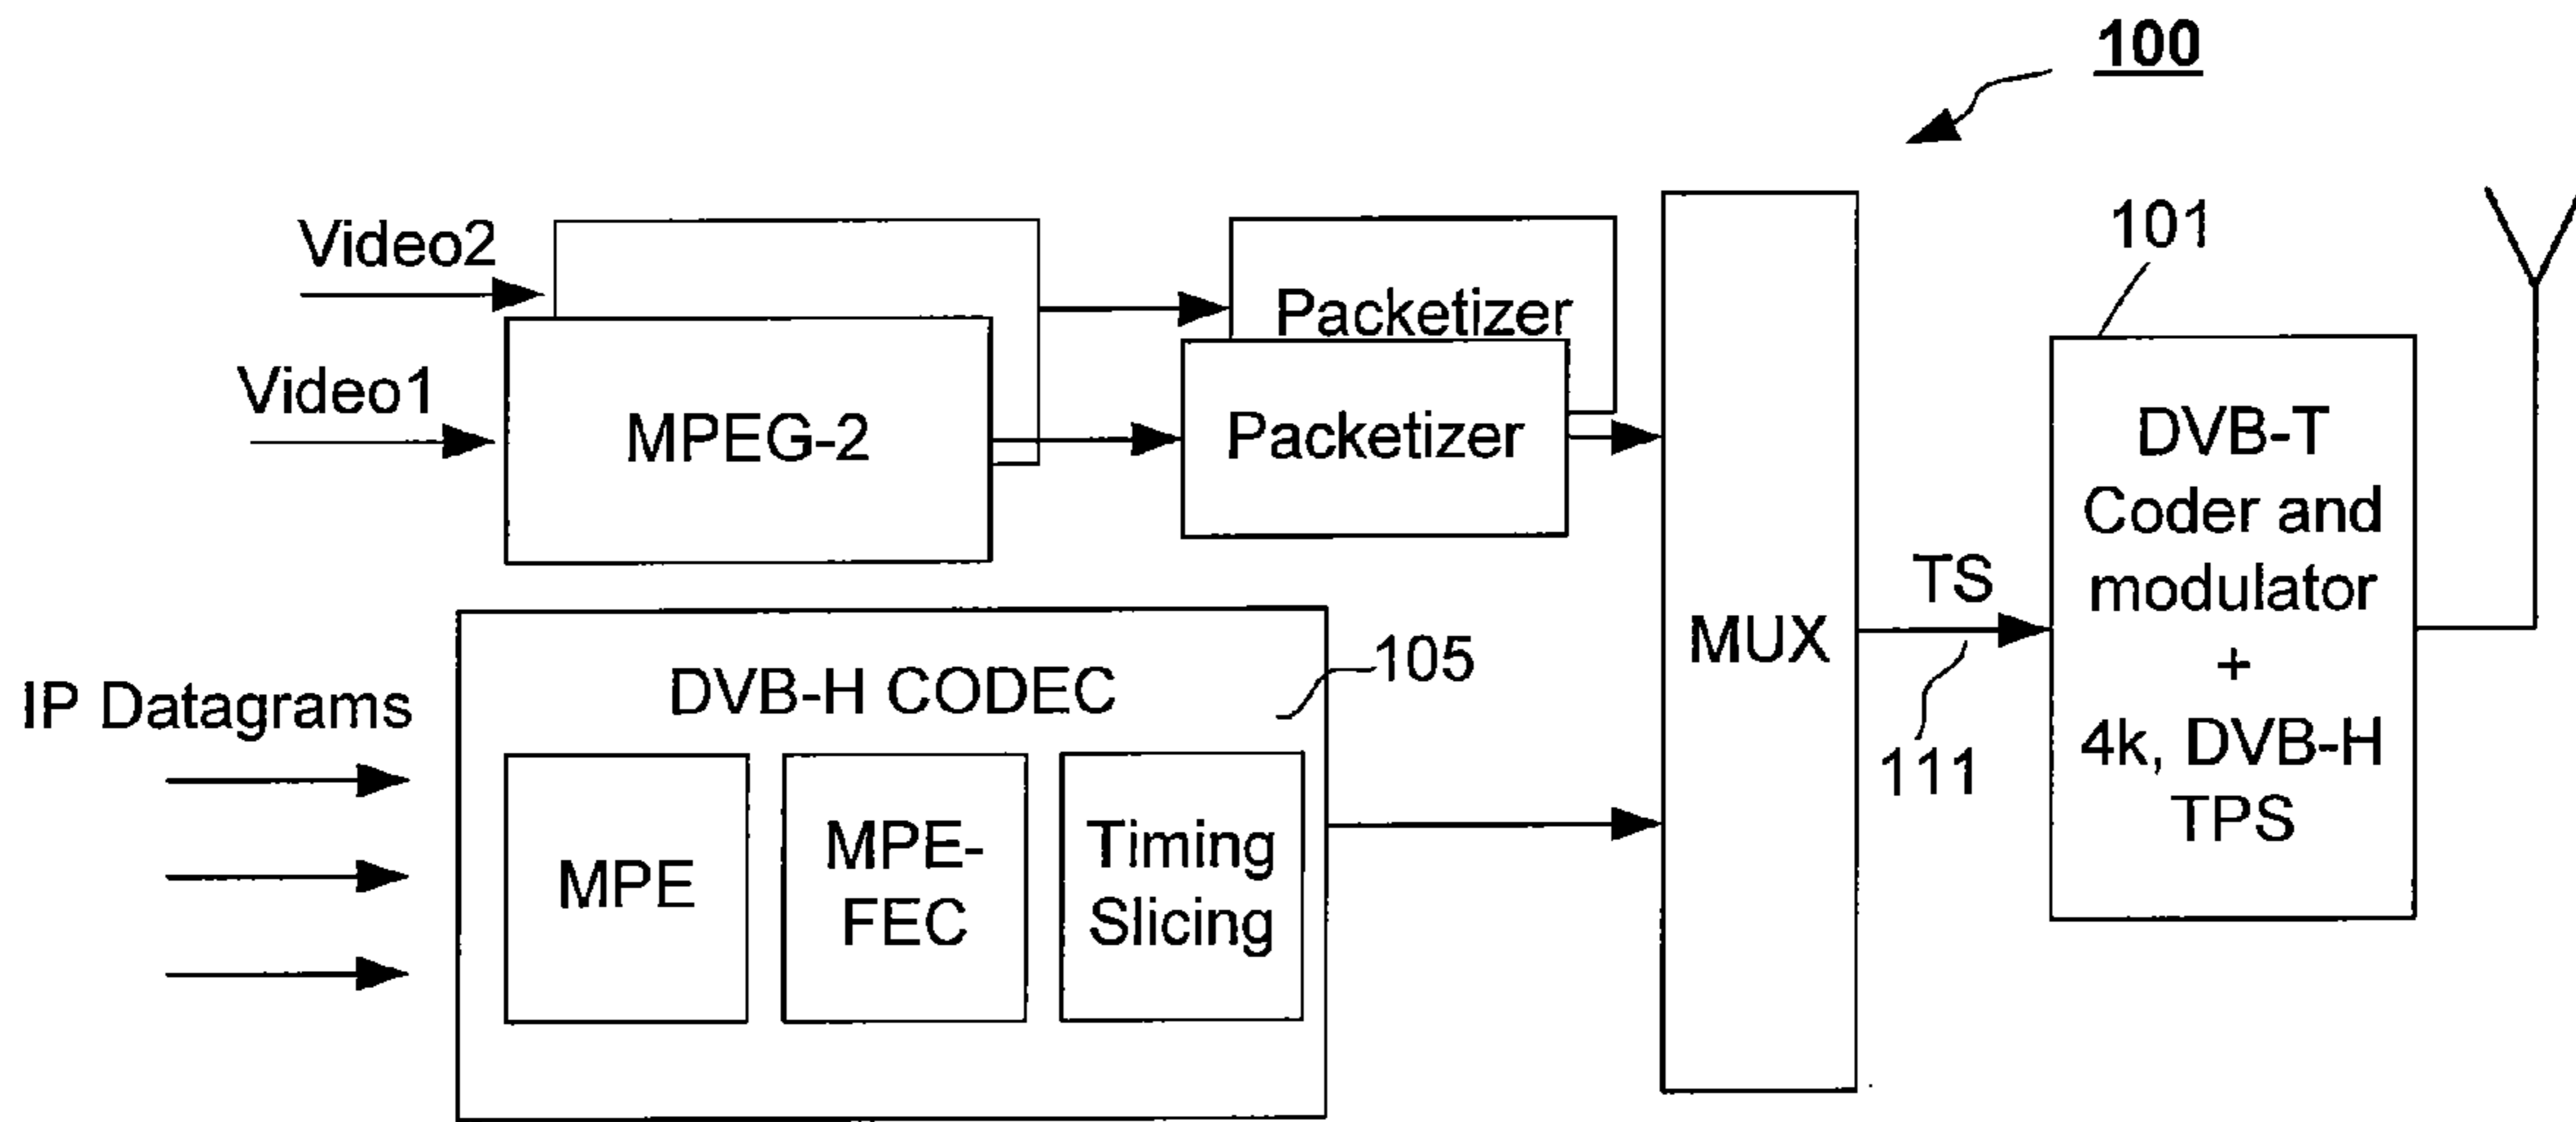 100
Video2
Packetizer
101
Video1
MPEG-2
Packetizer
DVB-T
Coder and
modulator
+
4k, DVB-H
TPS
TS
111
MUX
IP Datagrams
DVB-H CODEC
105
MPE
MPE-
FEC
Timing
Slicing